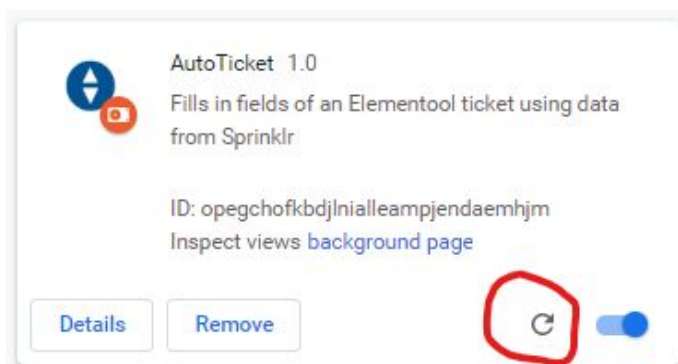 AutoTicket 1.0
Fills in fields of an Elementool ticket using data
from Sprinklr
ID: opegchofkbdjlnialleampjendaemhjm
Inspect views background page
Details Remove